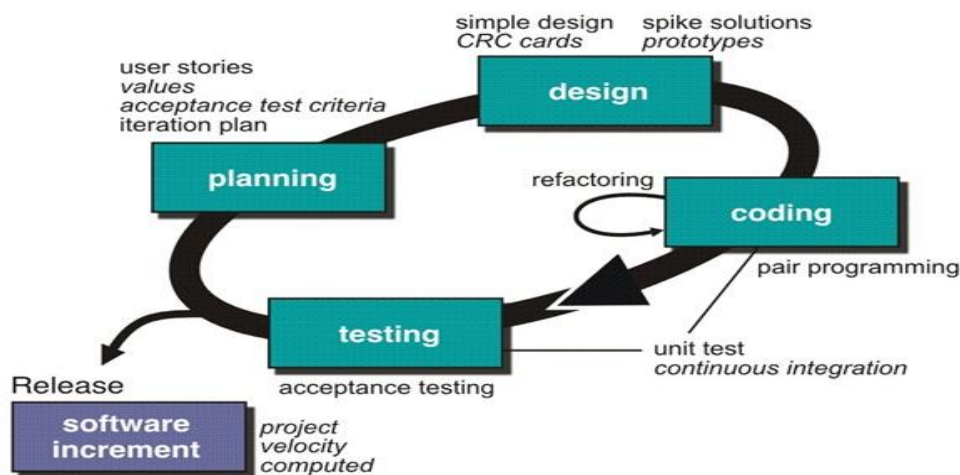 simple design
CRC cards
spike solutions
prototypes
design
user stories
values
acceptance test criteria
iteration plan
planning
refactoring
coding
pair programming
testing
acceptance testing
unit test
continuous integration
Release
software
increment
project
velocity
computed